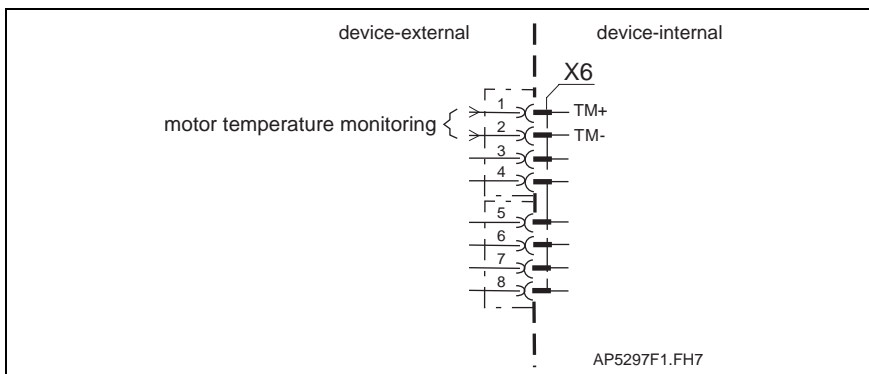 device-external
device-internal
X6
1
TM+
motor temperature monitoring
2
TM-
3
4
5
6
7
8
AP5297F1.FH7